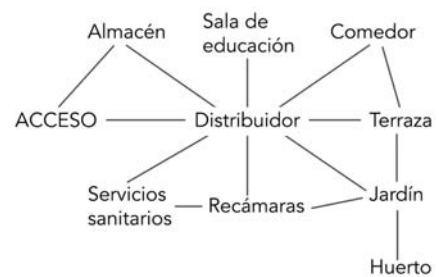 Almacén
Sala de
educación
Comedor
ACCESO
Distribuidor
Terraza
Servicios
sanitarios
Recámaras
Jardín
Huerto